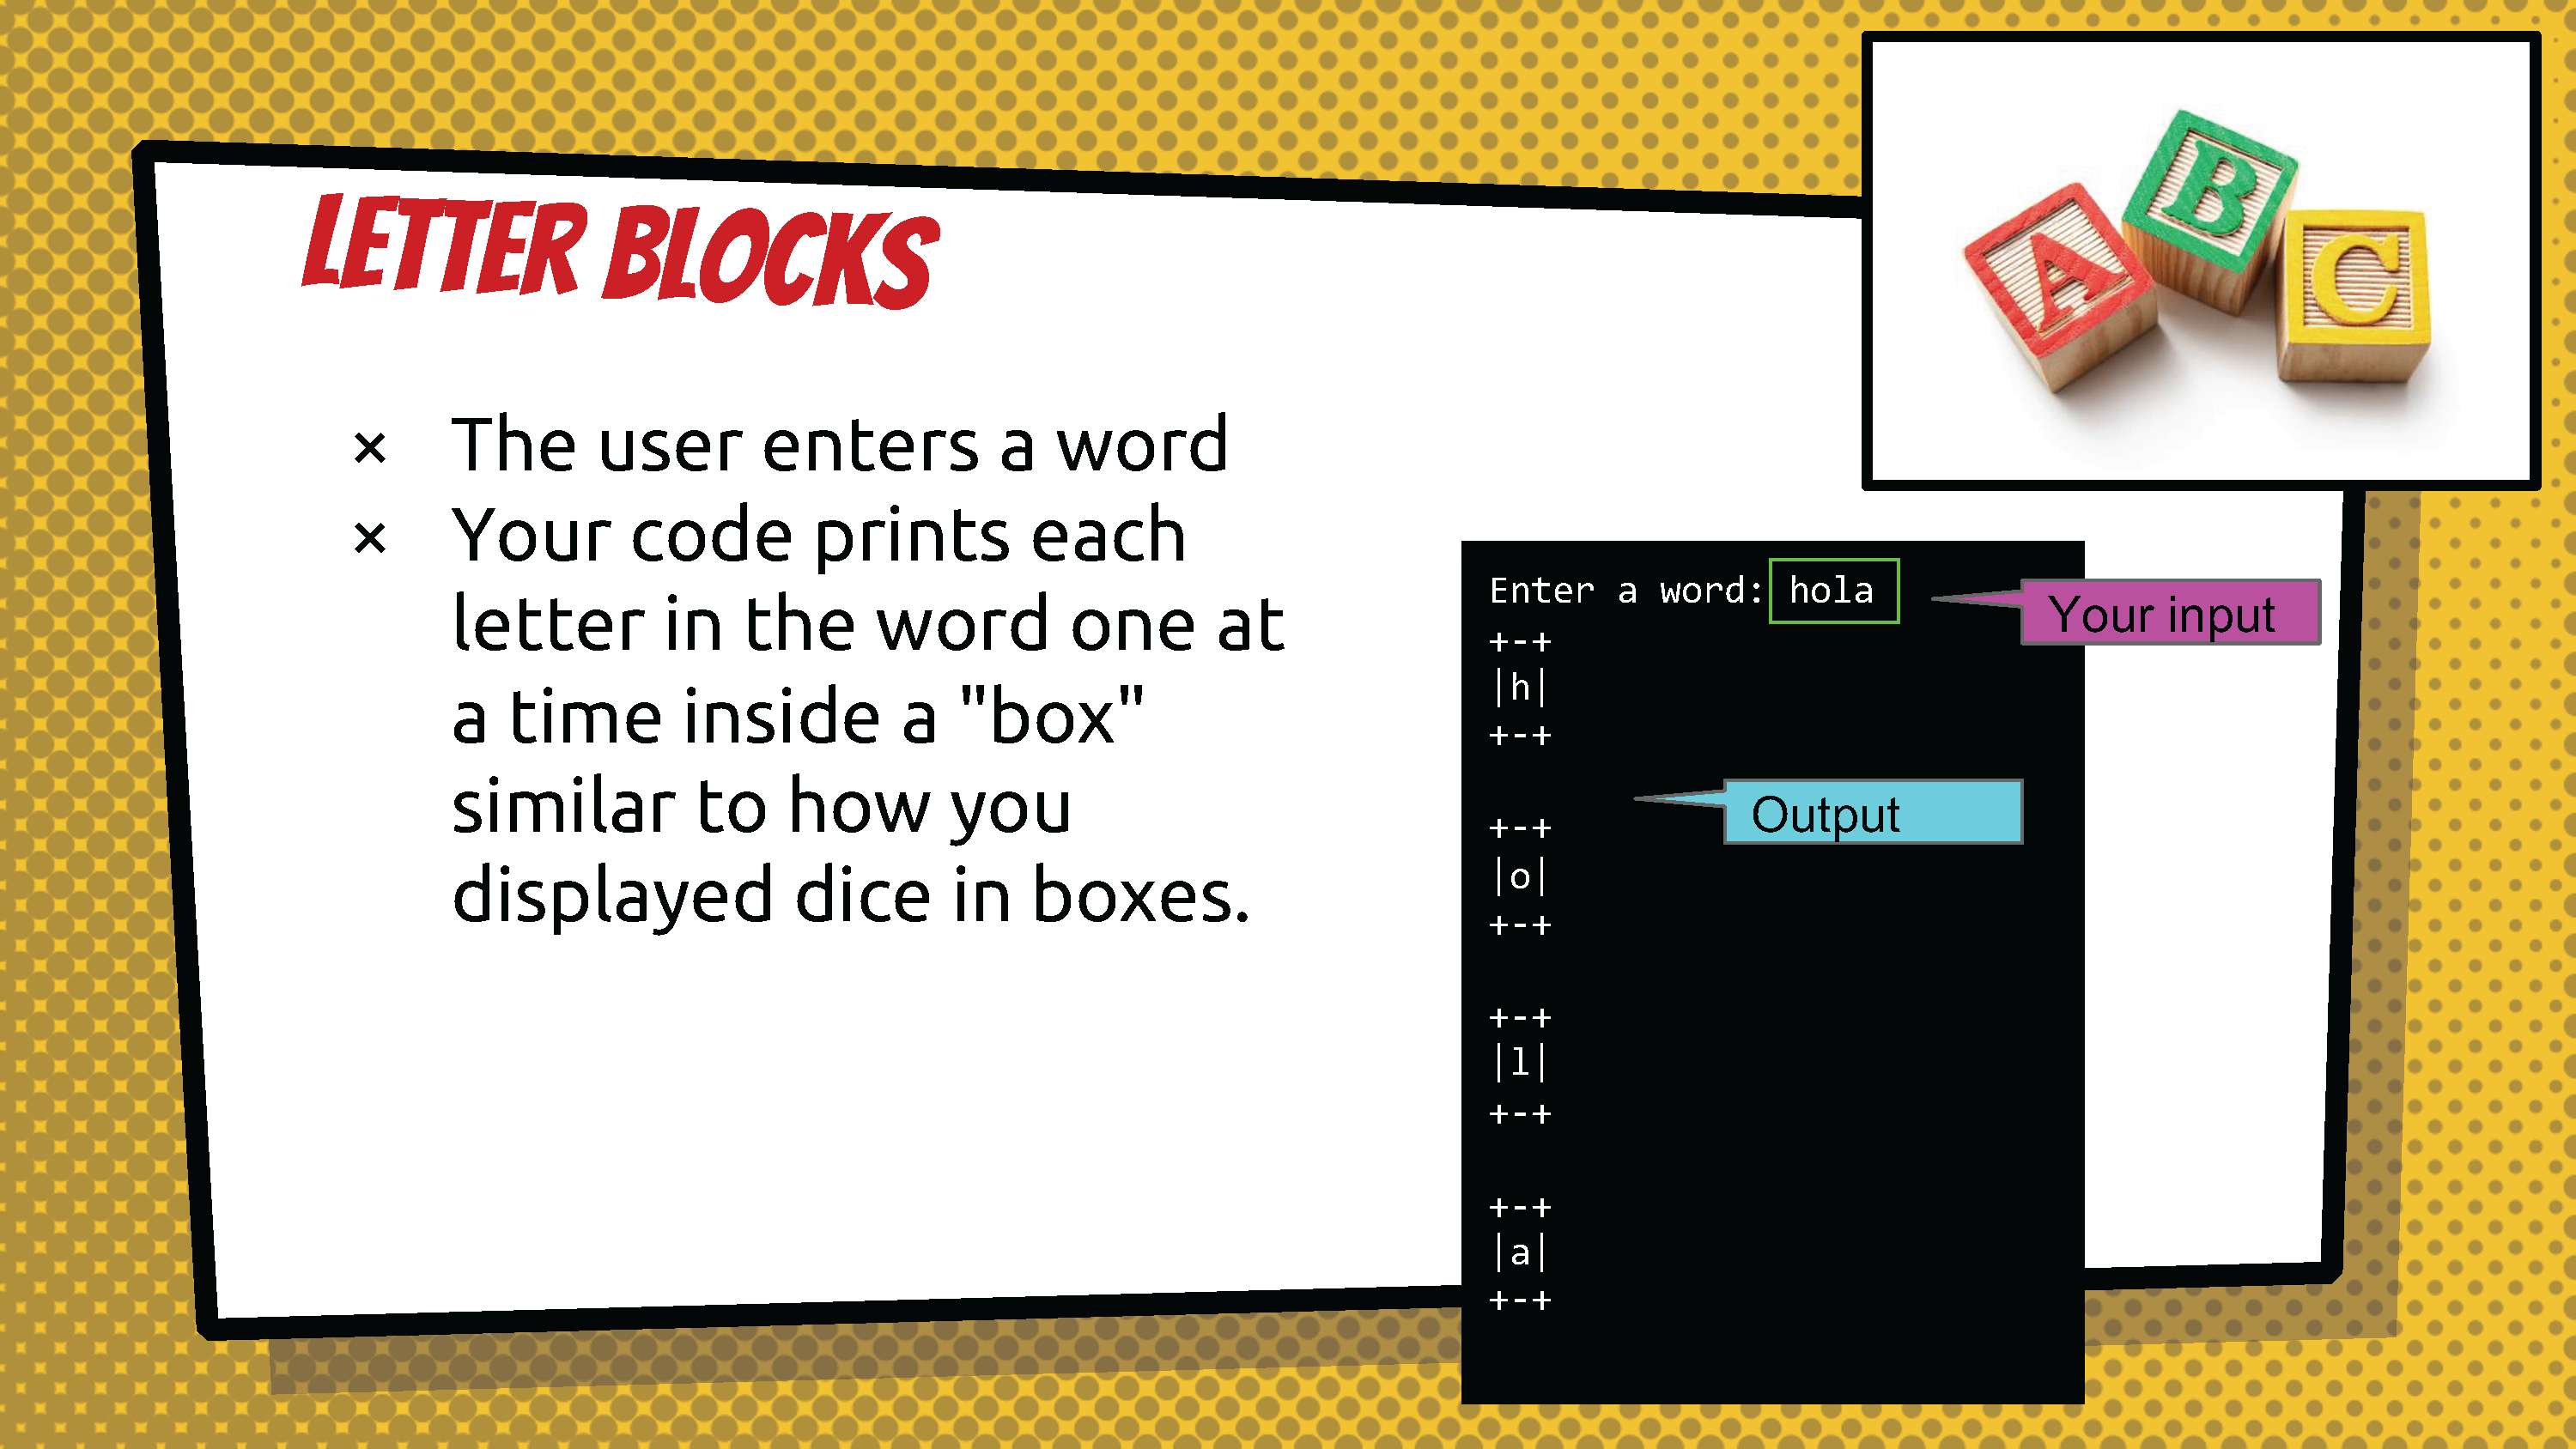 LETTER BLOCKS
A
B
C
× The user enters a word
× Your code prints each
letter in the word one at
a time inside a "box"
similar to how you
displayed dice in boxes.
Enter a word: hola
Your input
+-+
|h|
+-+
Output
+-+
|o|
+-+
+-+
|l|
+-+
+-+
|a|
+-+